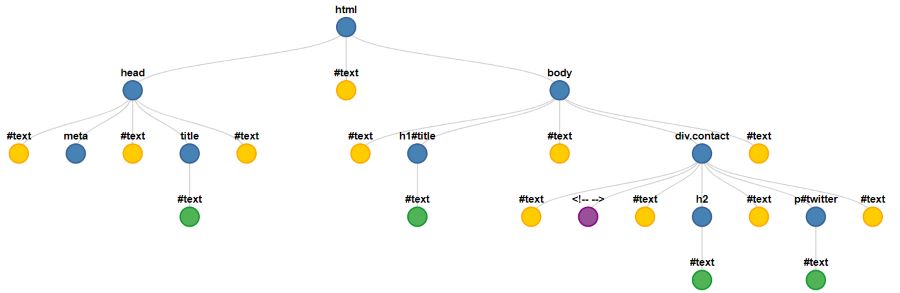 html
head #text body
#text meta #text title #text #text h1#title #text div.contact #text
#text #text #text <!-- --> #text h2 #text p#twitter #text
#text #text